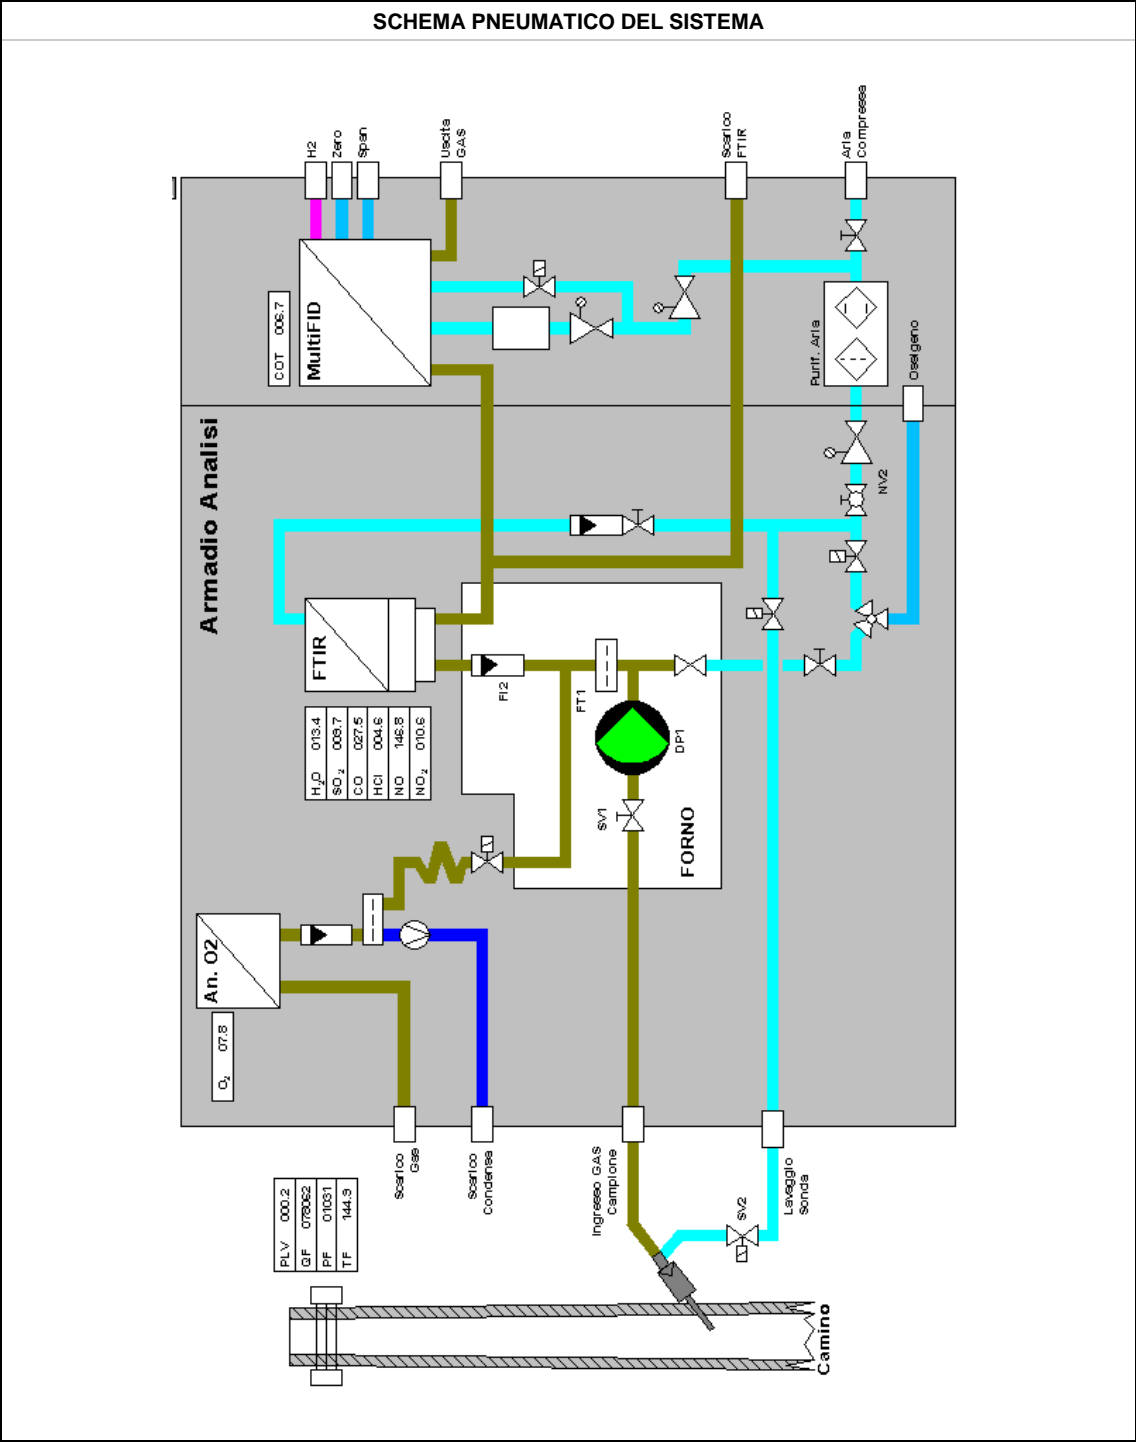 SCHEMA PNEUMATICO DEL SISTEMA
H2
Zero
Span
Uscita
GAS
Scarico
FTIR
Aria
Compressa
COT 006.7
MultiFID
Purif. Aria
Ossigeno
Armadio Analisi
NV2
FTIR
H2O 013.4
SO2 009.7
CO 027.5
HCl 004.6
NO 146.8
NO2 010.6
FI2
FT1
DP1
SV1
FORNO
An. O2
O2 07.8
Scarico
Gas
Scarico
Condensa
Ingresso GAS
Campione
Lavaggio
Sonda
SV2
PLV 000.2
QF 078062
PF 01031
TF 144.9
Camino